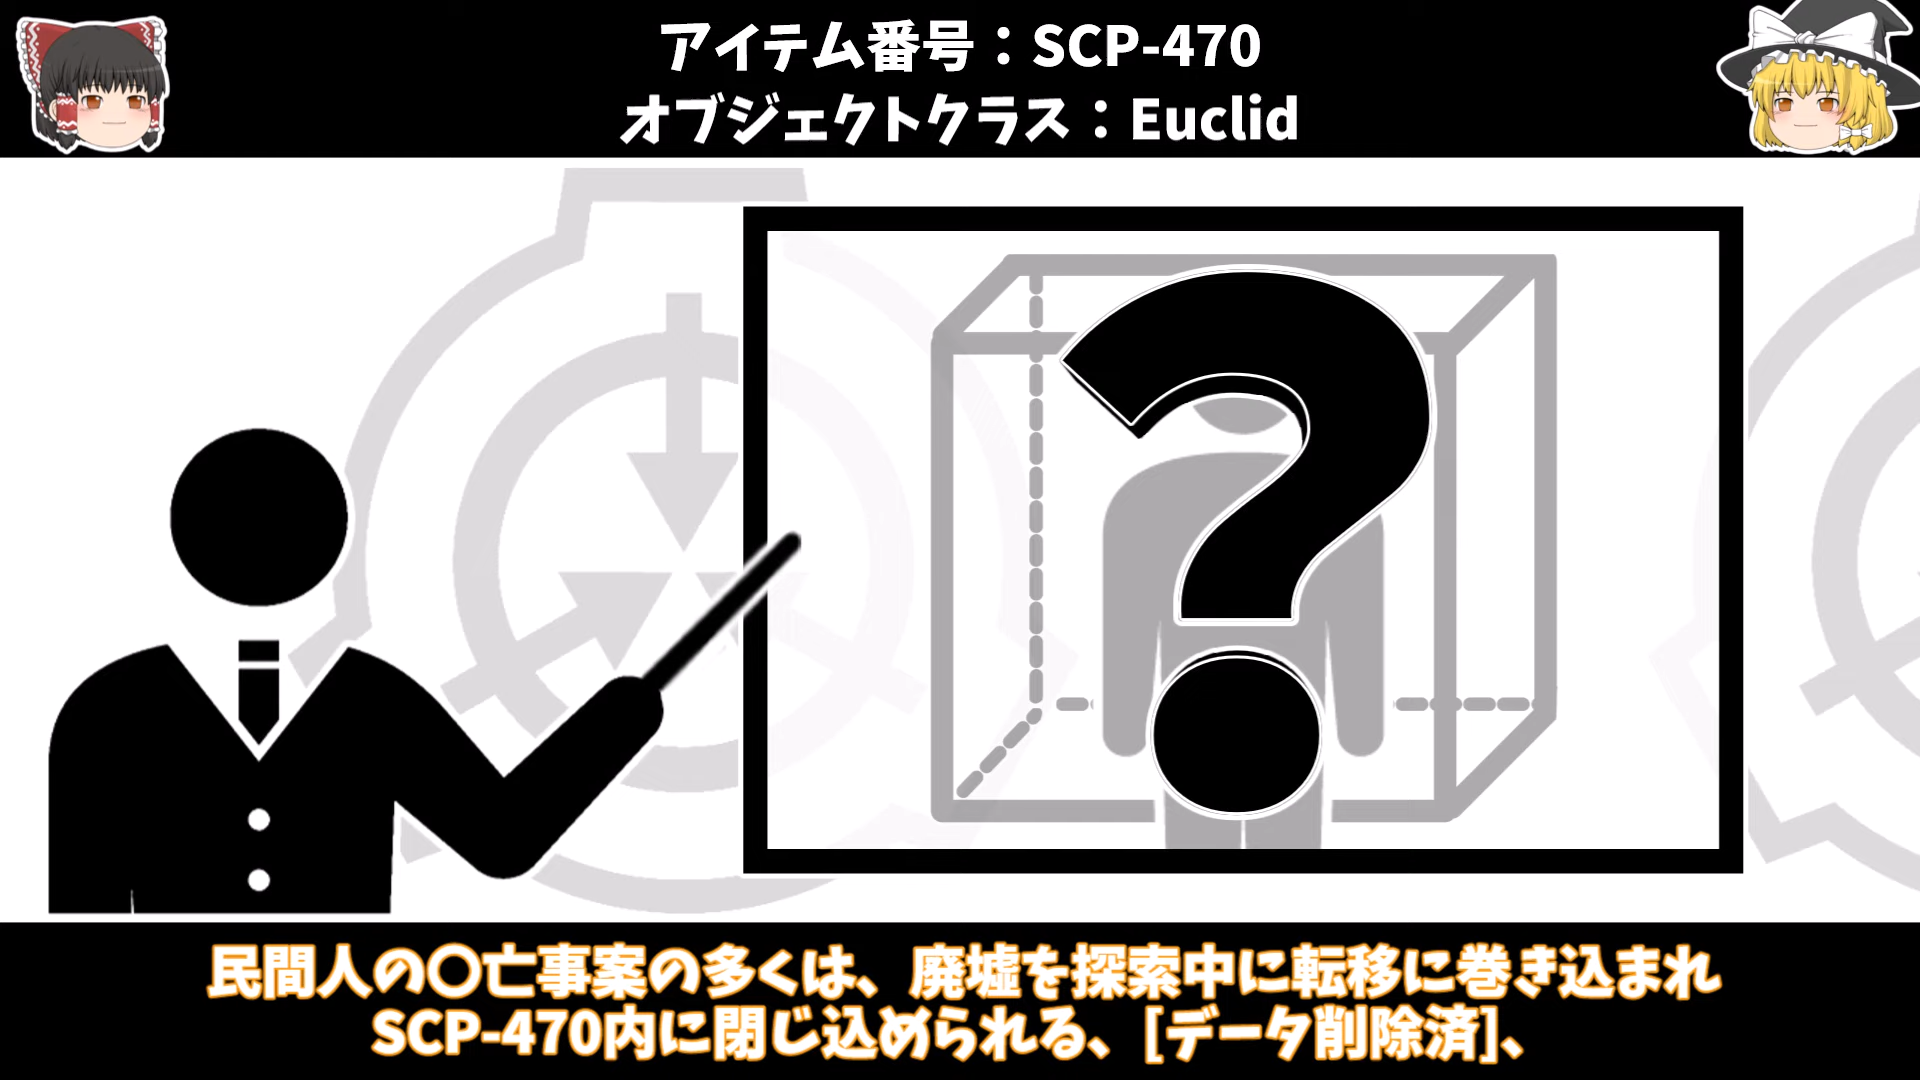 アイテム番号：SCP-470
オブジェクトクラス：Euclid
?
民間人の〇亡事案の多くは、廃墟を探索中に転移に巻き込まれ
SCP-470内に閉じ込められる、[データ削除済]、